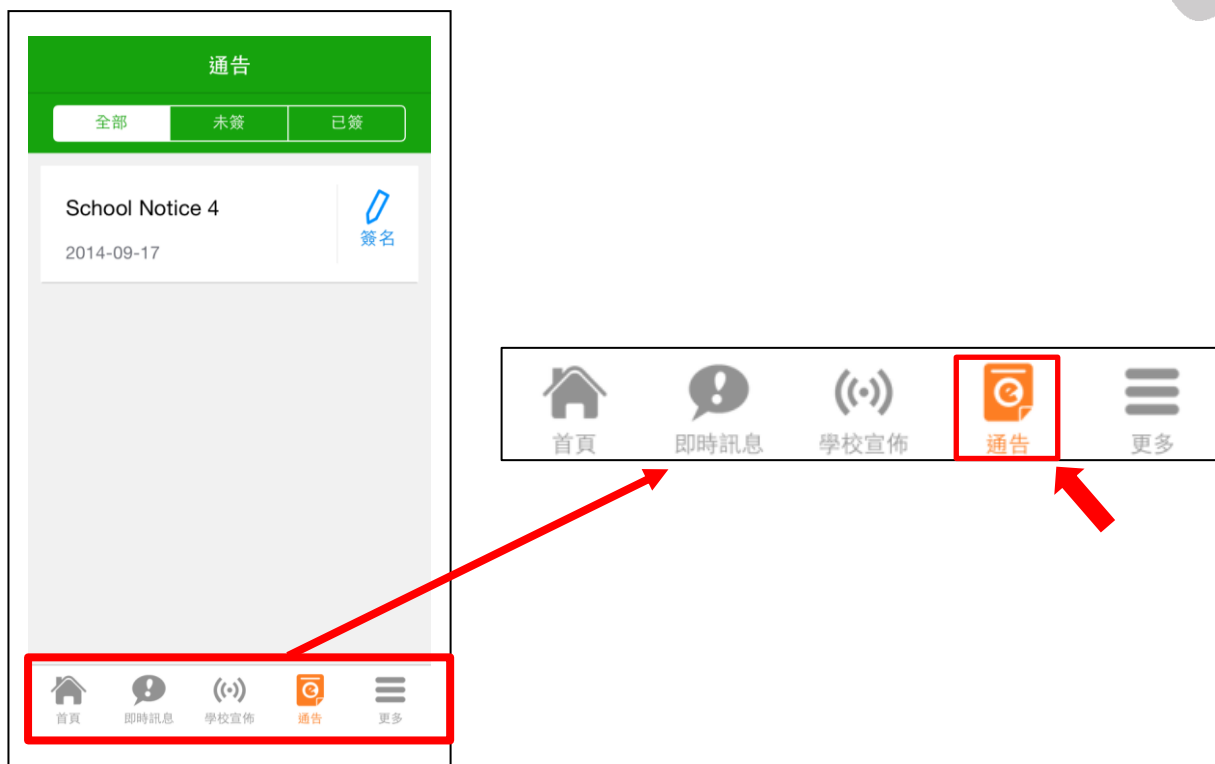 通告
全部 未簽 已簽
School Notice 4
簽名
2014-09-17
首頁 即時訊息 學校宣佈 通告 更多
首頁 即時訊息 學校宣佈 通告 更多